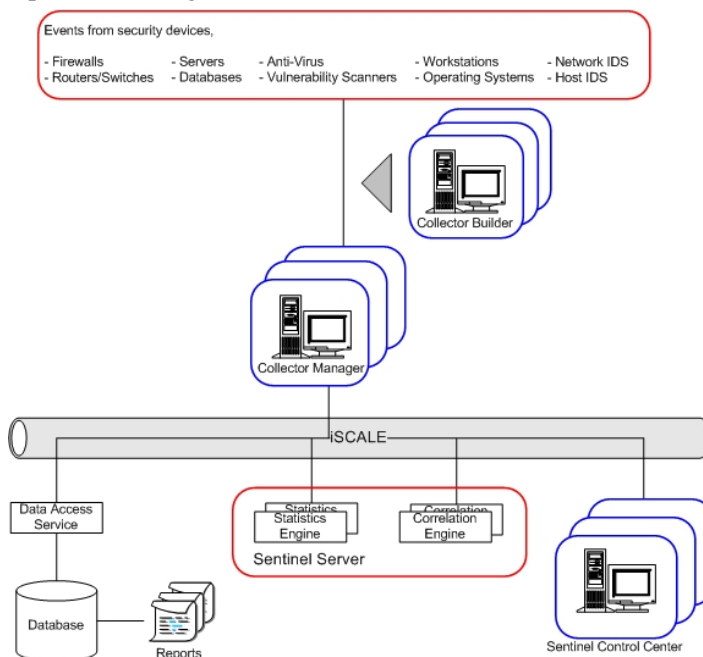 Events from security devices,
- Firewalls - Servers - Anti-Virus - Workstations - Network IDS
- Routers/Switches - Databases - Vulnerability Scanners - Operating Systems - Host IDS
Collector Builder
Collector Manager
iSCALE
Data Access
Service
Statistics
Statistics
Engine
Correlation
Correlation
Engine
Sentinel Server
Database
Reports
Sentinel Control Center